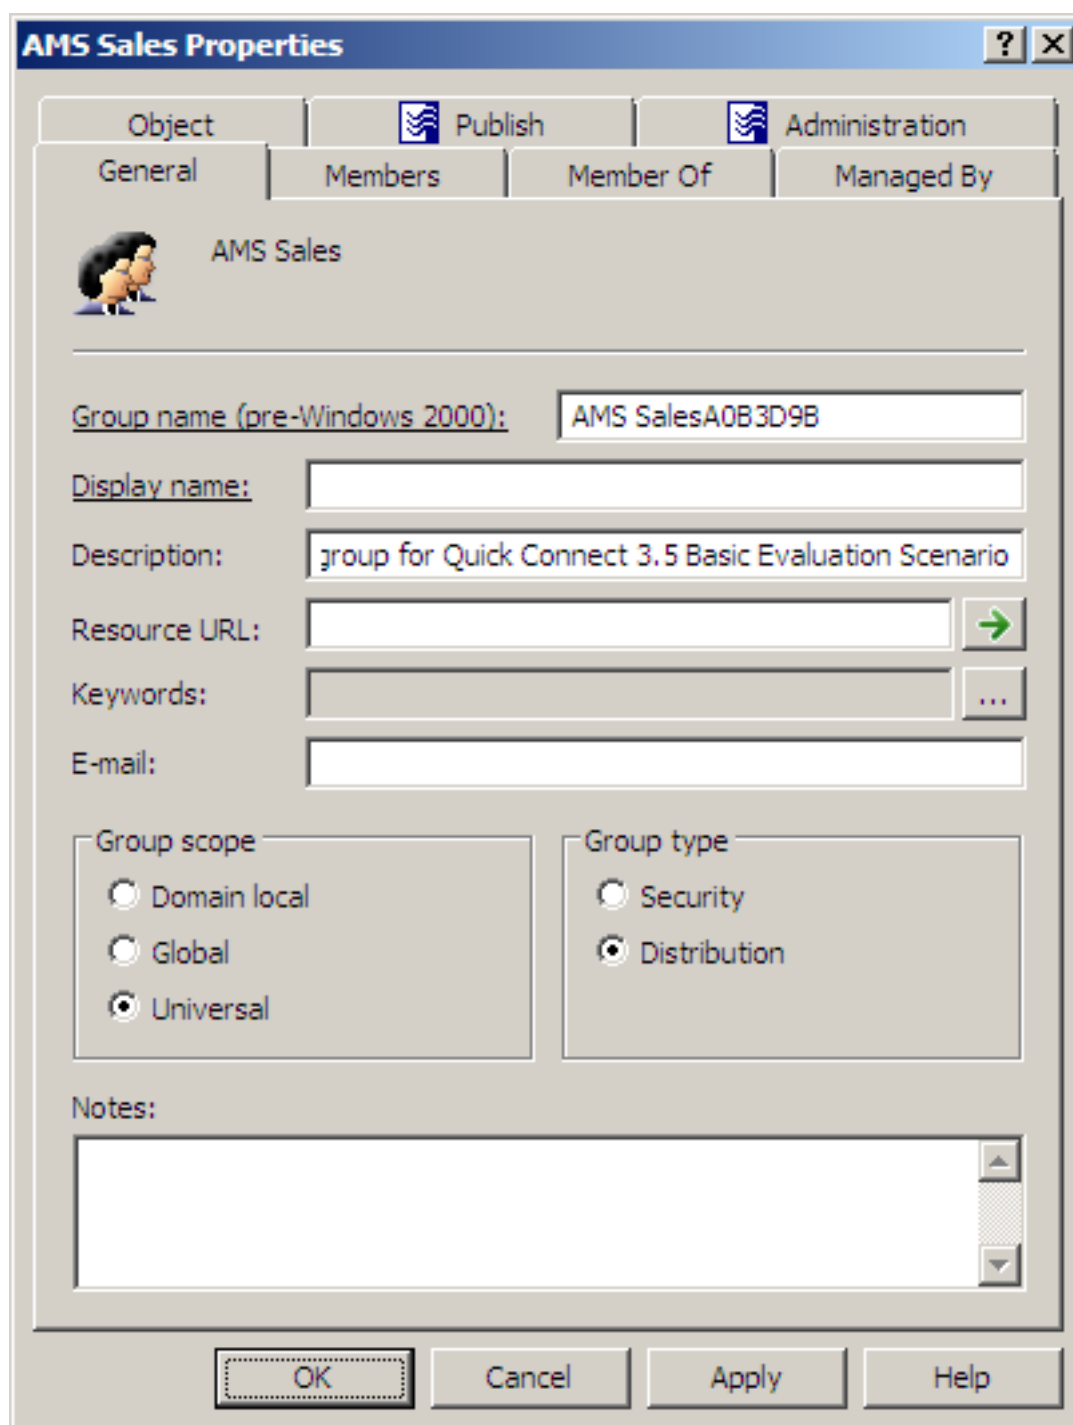 AMS Sales Properties
Object Publish Administration
General Members Member Of Managed By
AMS Sales
Group name (pre-Windows 2000): AMS SalesA0B3D9B
Display name:
Description: group for Quick Connect 3.5 Basic Evaluation Scenario
Resource URL:
Keywords: ...
E-mail:
Group scope Group type
Domain local Security
Global Distribution
Universal
Notes:
OK Cancel Apply Help